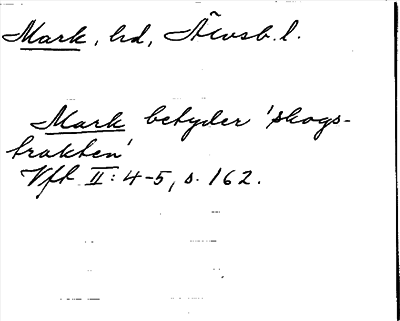 Mark, hd, Älvsb. l.
Mark betyder 'skogs-
trakten'
Vfl II: 4-5, s. 162.